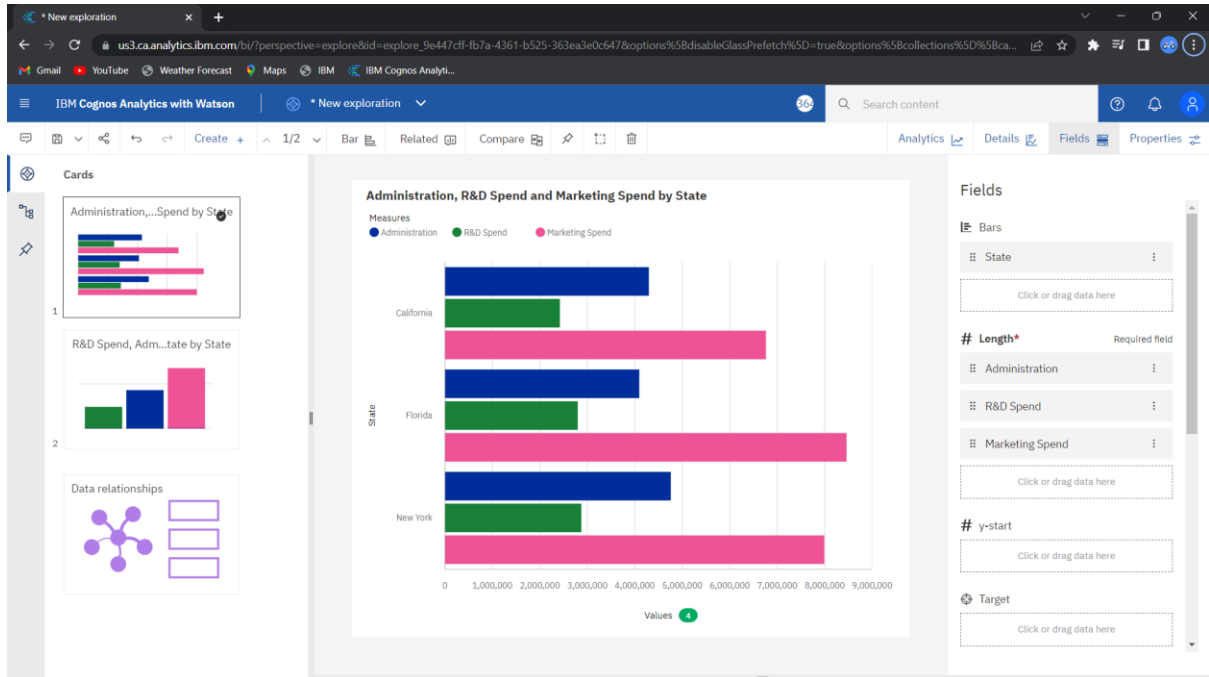 * New exploration
us3.ca.analytics.ibm.com/bi/?perspective=explore&id=explore_9e447cff-fb7a-4361-b525-363ea3e0c647&options%5BdisableGlassPrefetch%5D=true&options%5Bcollections%5D%5Bca...
Gmail YouTube Weather Forecast Maps IBM IBM Cognos Analyti...
IBM Cognos Analytics with Watson * New exploration 364 Search content
Create + 1/2 Bar Related Compare Analytics Details Fields Properties
Cards
Administration,...Spend by State
1
R&D Spend, Adm...tate by State
2
Data relationships
Administration, R&D Spend and Marketing Spend by State
Measures
Administration R&D Spend Marketing Spend
State
California
Florida
New York
0 1,000,000 2,000,000 3,000,000 4,000,000 5,000,000 6,000,000 7,000,000 8,000,000 9,000,000
Values 4
Fields
Bars
State
Click or drag data here
# Length* Required field
Administration
R&D Spend
Marketing Spend
Click or drag data here
# y-start
Click or drag data here
Target
Click or drag data here